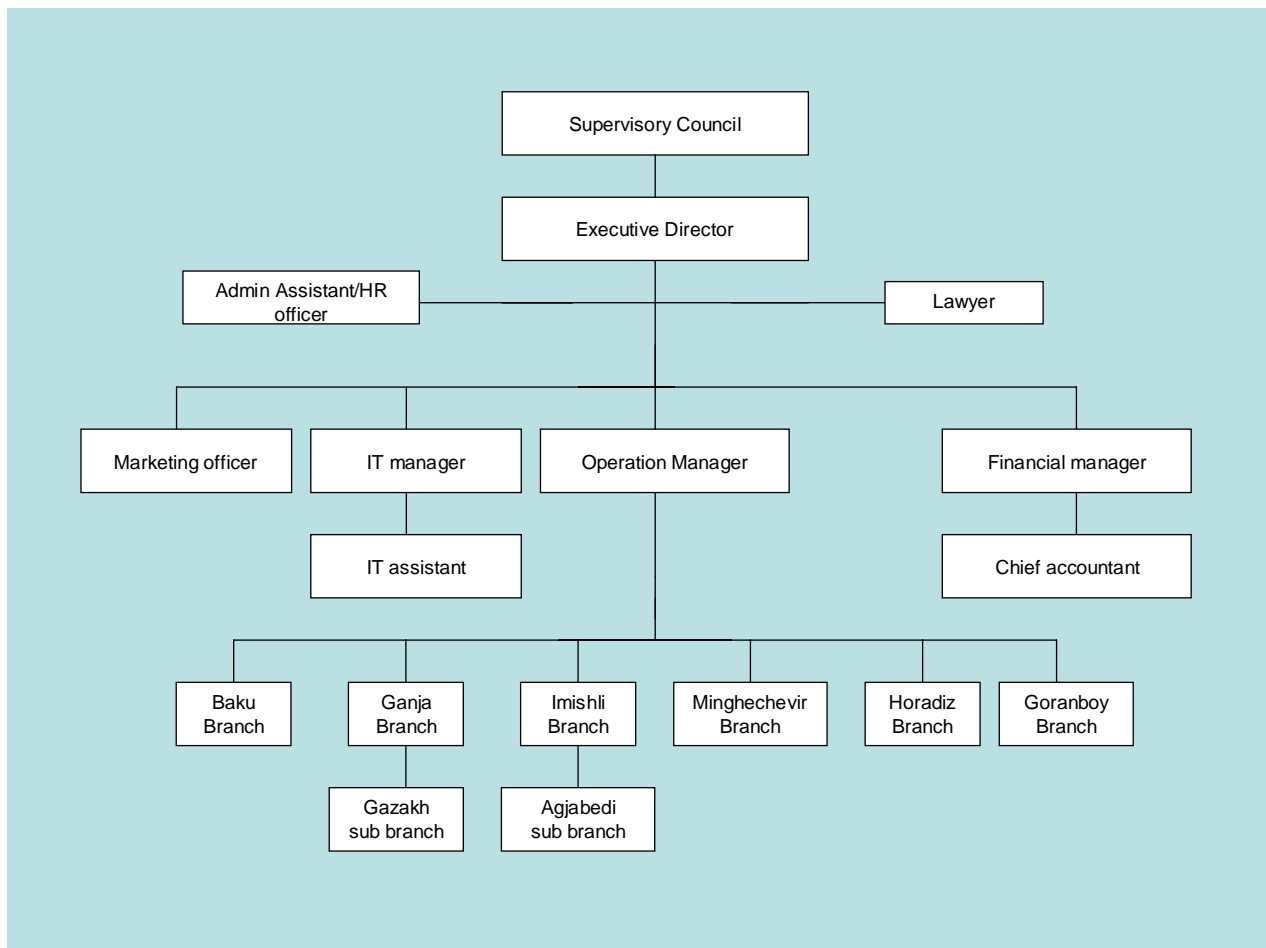 Supervisory Council
Executive Director
Admin Assistant/HR
officer
Lawyer
Marketing officer
IT manager
Operation Manager
Financial manager
IT assistant
Chief accountant
Baku
Branch
Ganja
Branch
Imishli
Branch
Minghechevir
Branch
Horadiz
Branch
Goranboy
Branch
Gazakh
sub branch
Agjabedi
sub branch